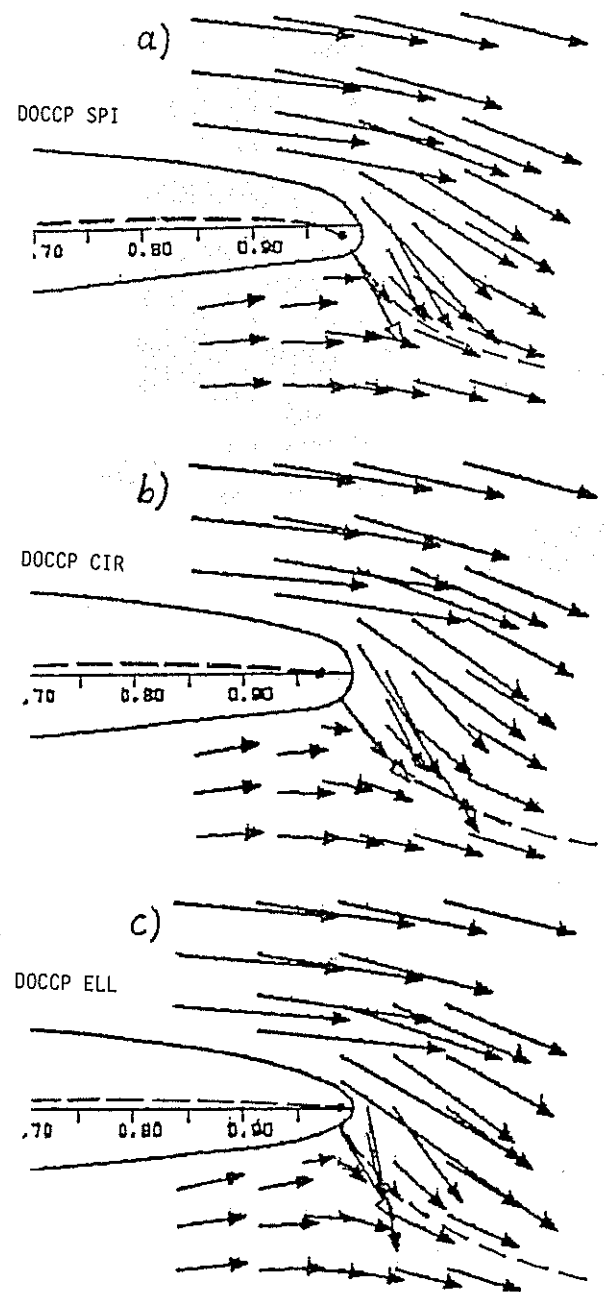 a)
DOCCP SPI
.70 0.80 0.90
b)
DOCCP CIR
.70 0.80 0.90
c)
DOCCP ELL
.70 0.80 0.90